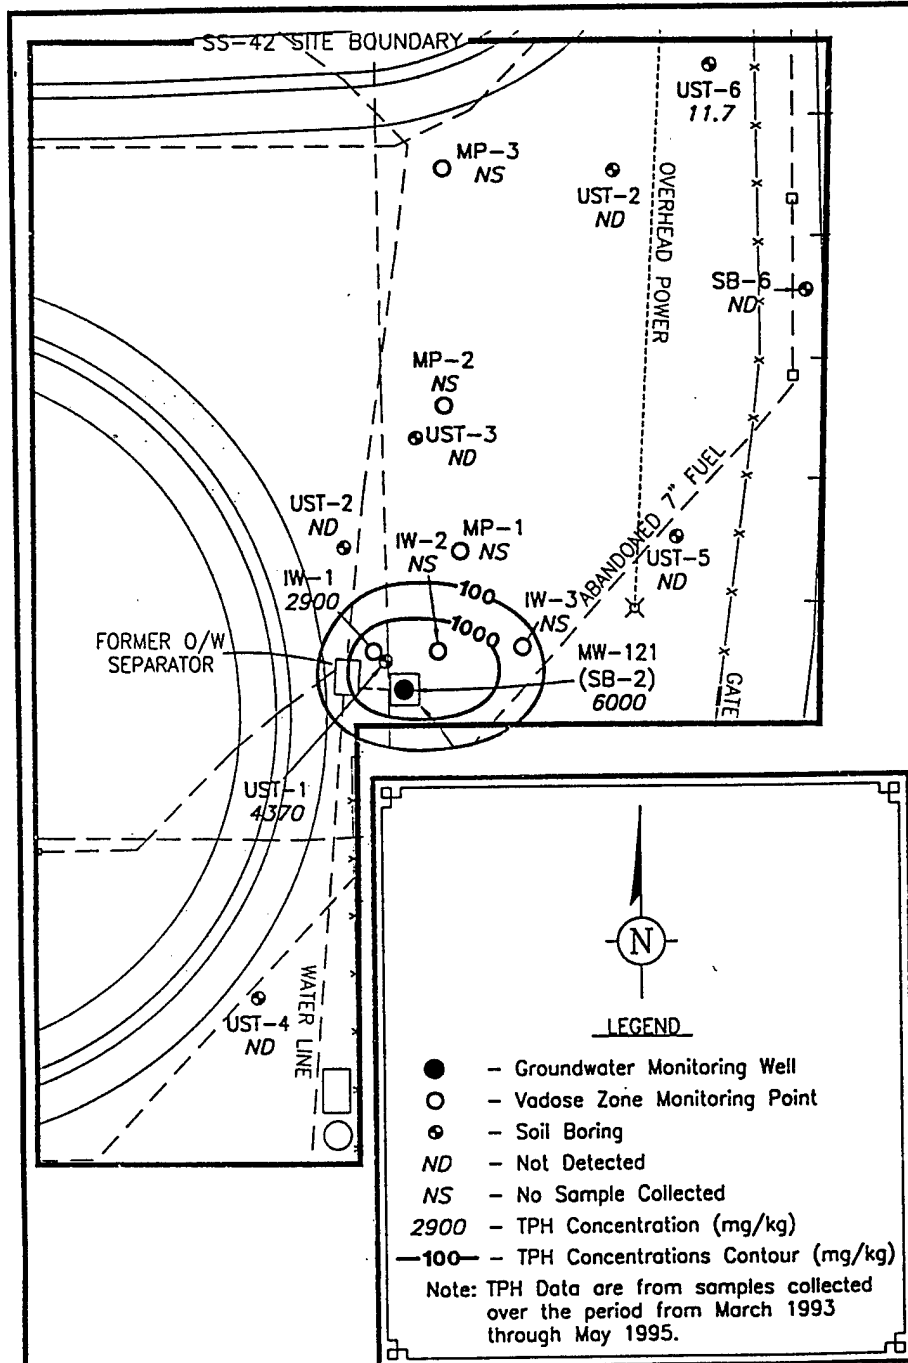 SS-42 SITE BOUNDARY
UST-6
11.7
MP-3
NS
UST-2
ND
OVERHEAD POWER
SB-6
ND
MP-2
NS
UST-3
ND
ABANDONED 7" FUEL
UST-2
ND
IW-2
NS
MP-1
NS
UST-5
ND
IW-1
2900
100
IW-3
NS
1000
FORMER O/W
SEPARATOR
MW-121
(SB-2)
6000
GATE
UST-1
4370
WATER LINE
UST-4
ND
N
LEGEND
- Groundwater Monitoring Well
- Vadose Zone Monitoring Point
- Soil Boring
ND - Not Detected
NS - No Sample Collected
2900 - TPH Concentration (mg/kg)
100 - TPH Concentrations Contour (mg/kg)
Note: TPH Data are from samples collected
over the period from March 1993
through May 1995.